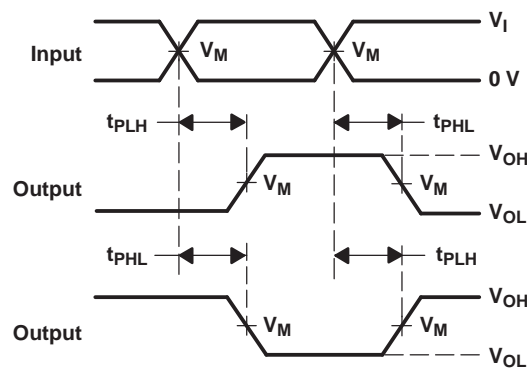 V_I
Input V_M V_M
0 V
t_PLH t_PHL
V_OH
Output V_M V_M
V_OL
t_PHL t_PLH
V_OH
Output V_M V_M
V_OL